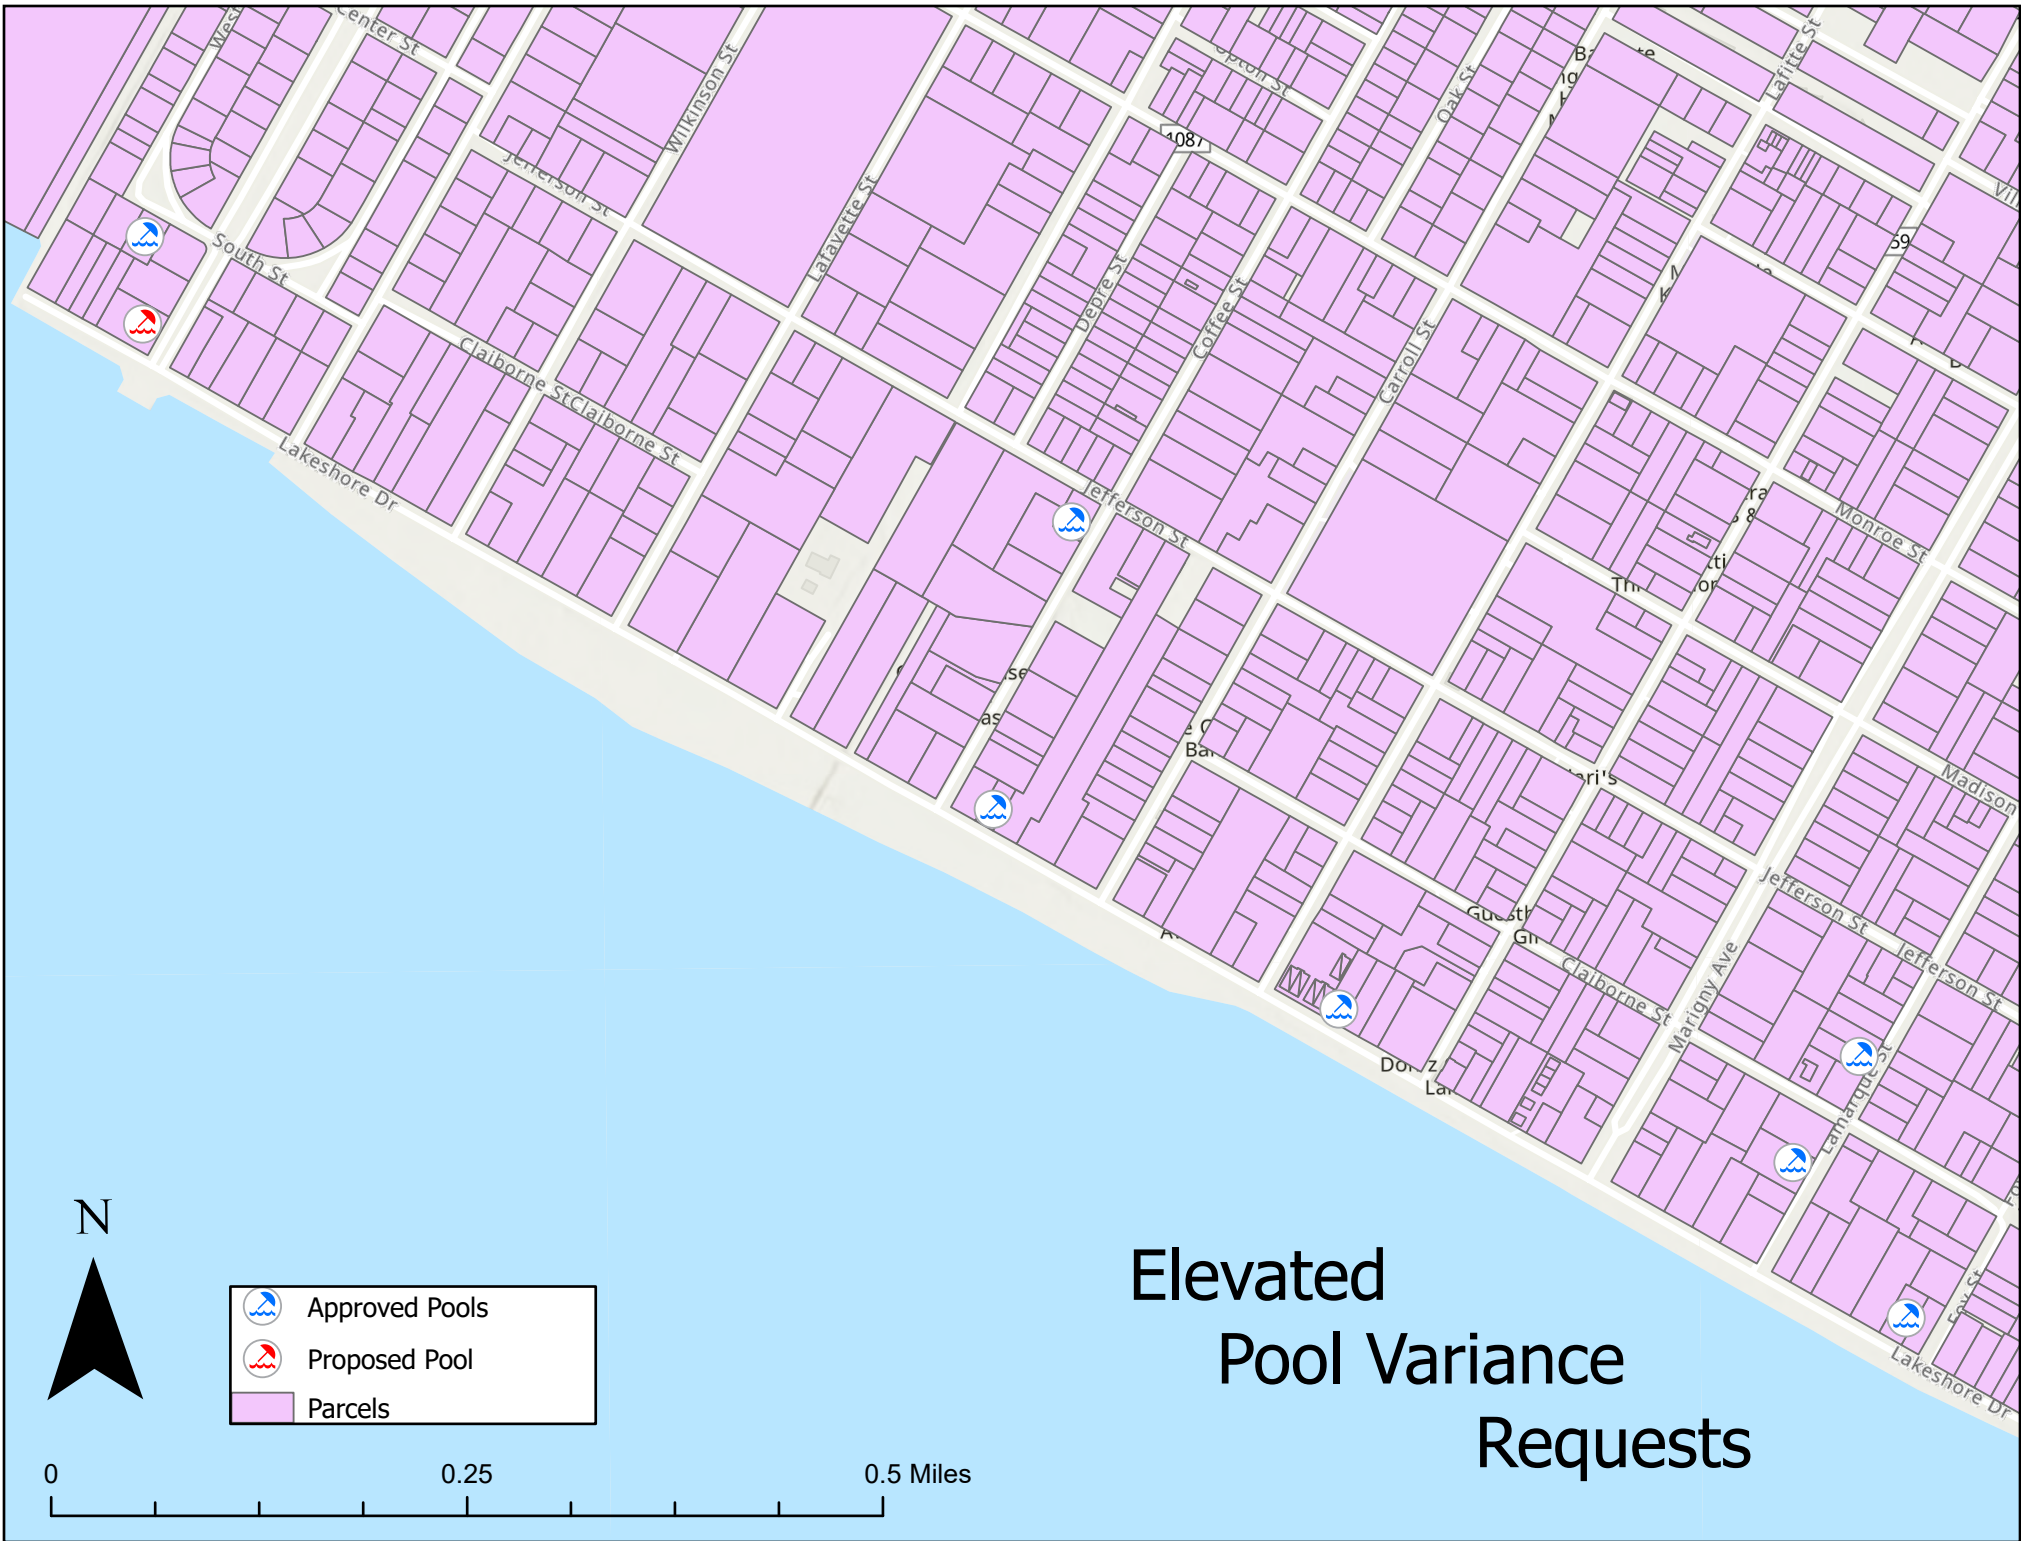 West
Center St
Wilkinson St
Upton St
Oak St
Lafitte St
1087
Jefferson St
Lafayette St
59
South St
Depre St
Coffee St
Carroll St
Claiborne St
Claiborne St
Lakeshore Dr
Jefferson St
Monroe St
Madison
Jefferson St
Jefferson St
Claiborne St
Marigny Ave
Lamarque St
Foy St
Lakeshore Dr
N
Approved Pools
Proposed Pool
Parcels
0 0.25 0.5 Miles
Elevated
Pool Variance
Requests